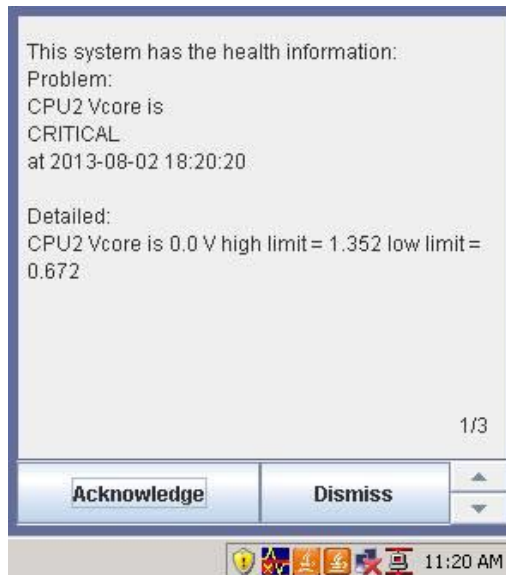 This system has the health information:
Problem:
CPU2 Vcore is
CRITICAL
at 2013-08-02 18:20:20
Detailed:
CPU2 Vcore is 0.0 V high limit = 1.352 low limit =
0.672
1/3
Acknowledge
Dismiss
11:20 AM